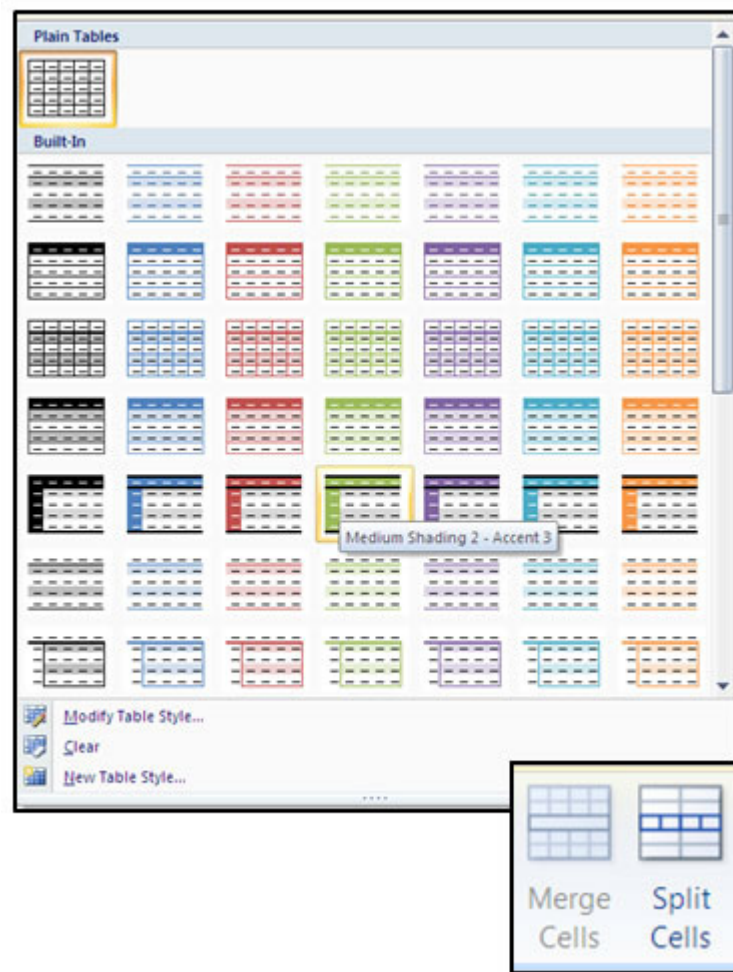 Plain Tables
Built-In
Medium Shading 2 - Accent 3
Modify Table Style...
Clear
New Table Style...
Merge Split
Cells Cells